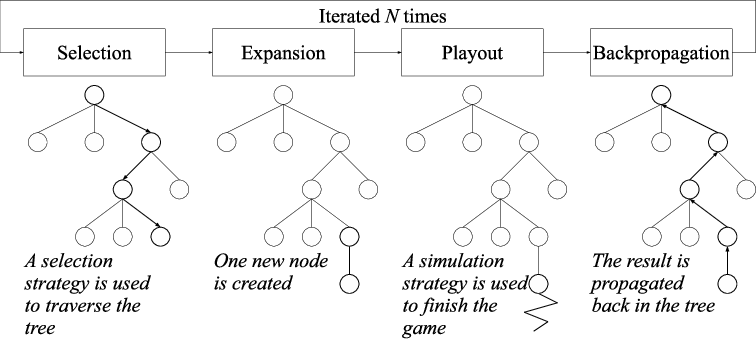 Iterated N times
Selection
Expansion
Playout
Backpropagation
A selection
strategy is used
to traverse the
tree
One new node
is created
A simulation
strategy is used
to finish the
game
The result is
propagated
back in the tree